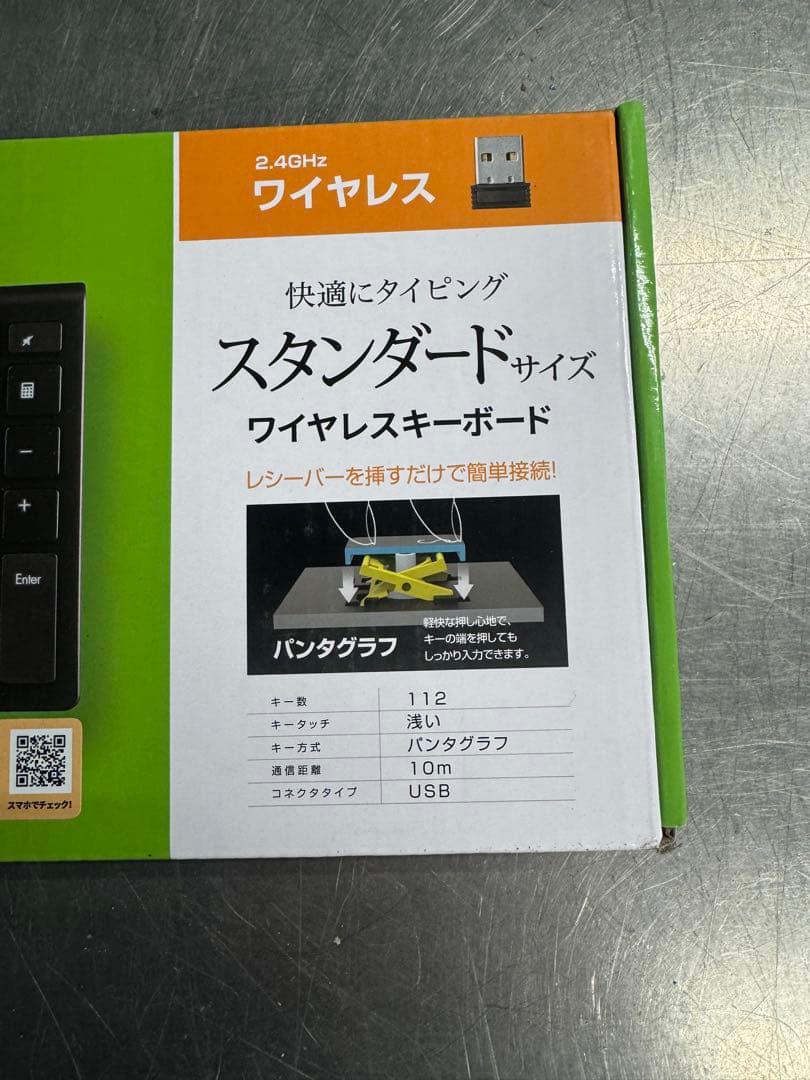 2.4GHz
ワイヤレス
快適にタイピング
スタンダードサイズ
ワイヤレスキーボード
レシーバーを挿すだけで簡単接続!
パンタグラフ
軽快な押し心地で、
キーの端を押しても
しっかり入力できます。
キー数 112
キータッチ 浅い
キー方式 パンタグラフ
通信距離 10m
コネクタタイプ USB
−
+
Enter
スマホでチェック!